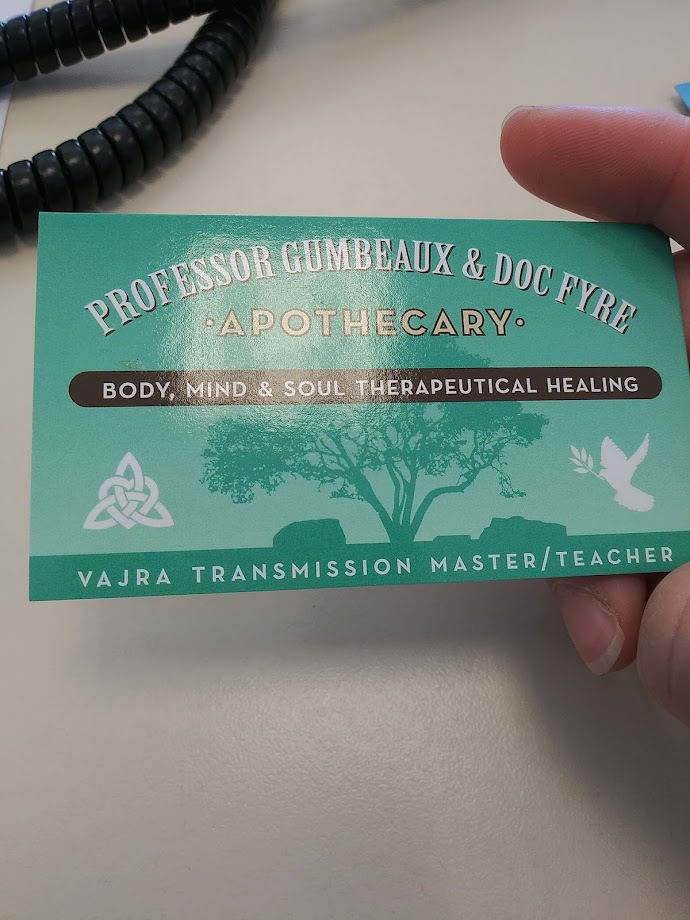 PROFESSOR GUMBEAUX & DOC FYRE
·APOTHECARY·
BODY, MIND & SOUL THERAPEUTICAL HEALING
VAJRA TRANSMISSION MASTER/TEACHER